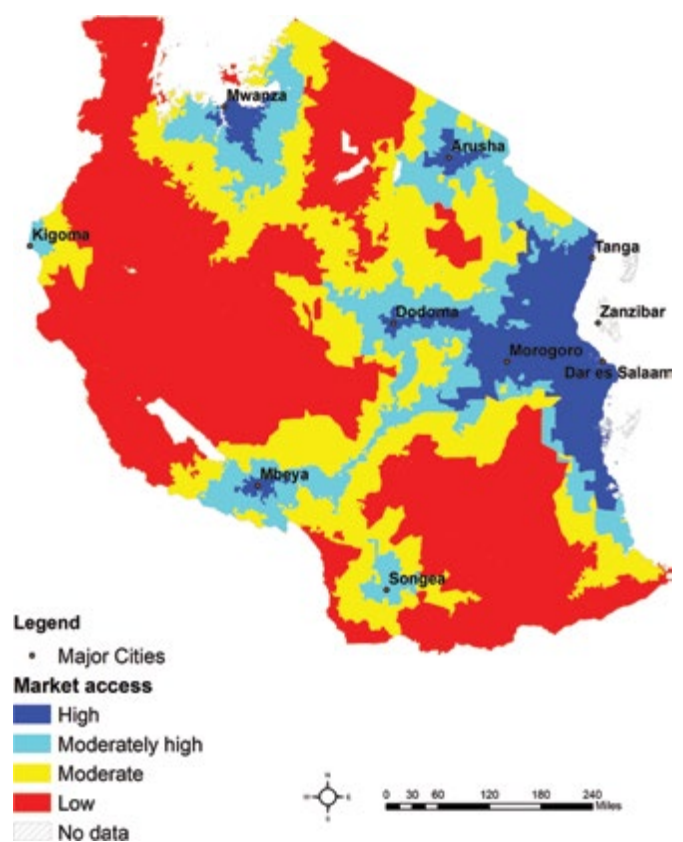 Mwanza
Arusha
Kigoma
Tanga
Dodoma
Zanzibar
Morogoro
Dar es Salaam
Mbeya
Songea
Legend
Major Cities
Market access
High
Moderately high
Moderate
Low
No data
N
E
S
0 30 60 120 180 240
Miles